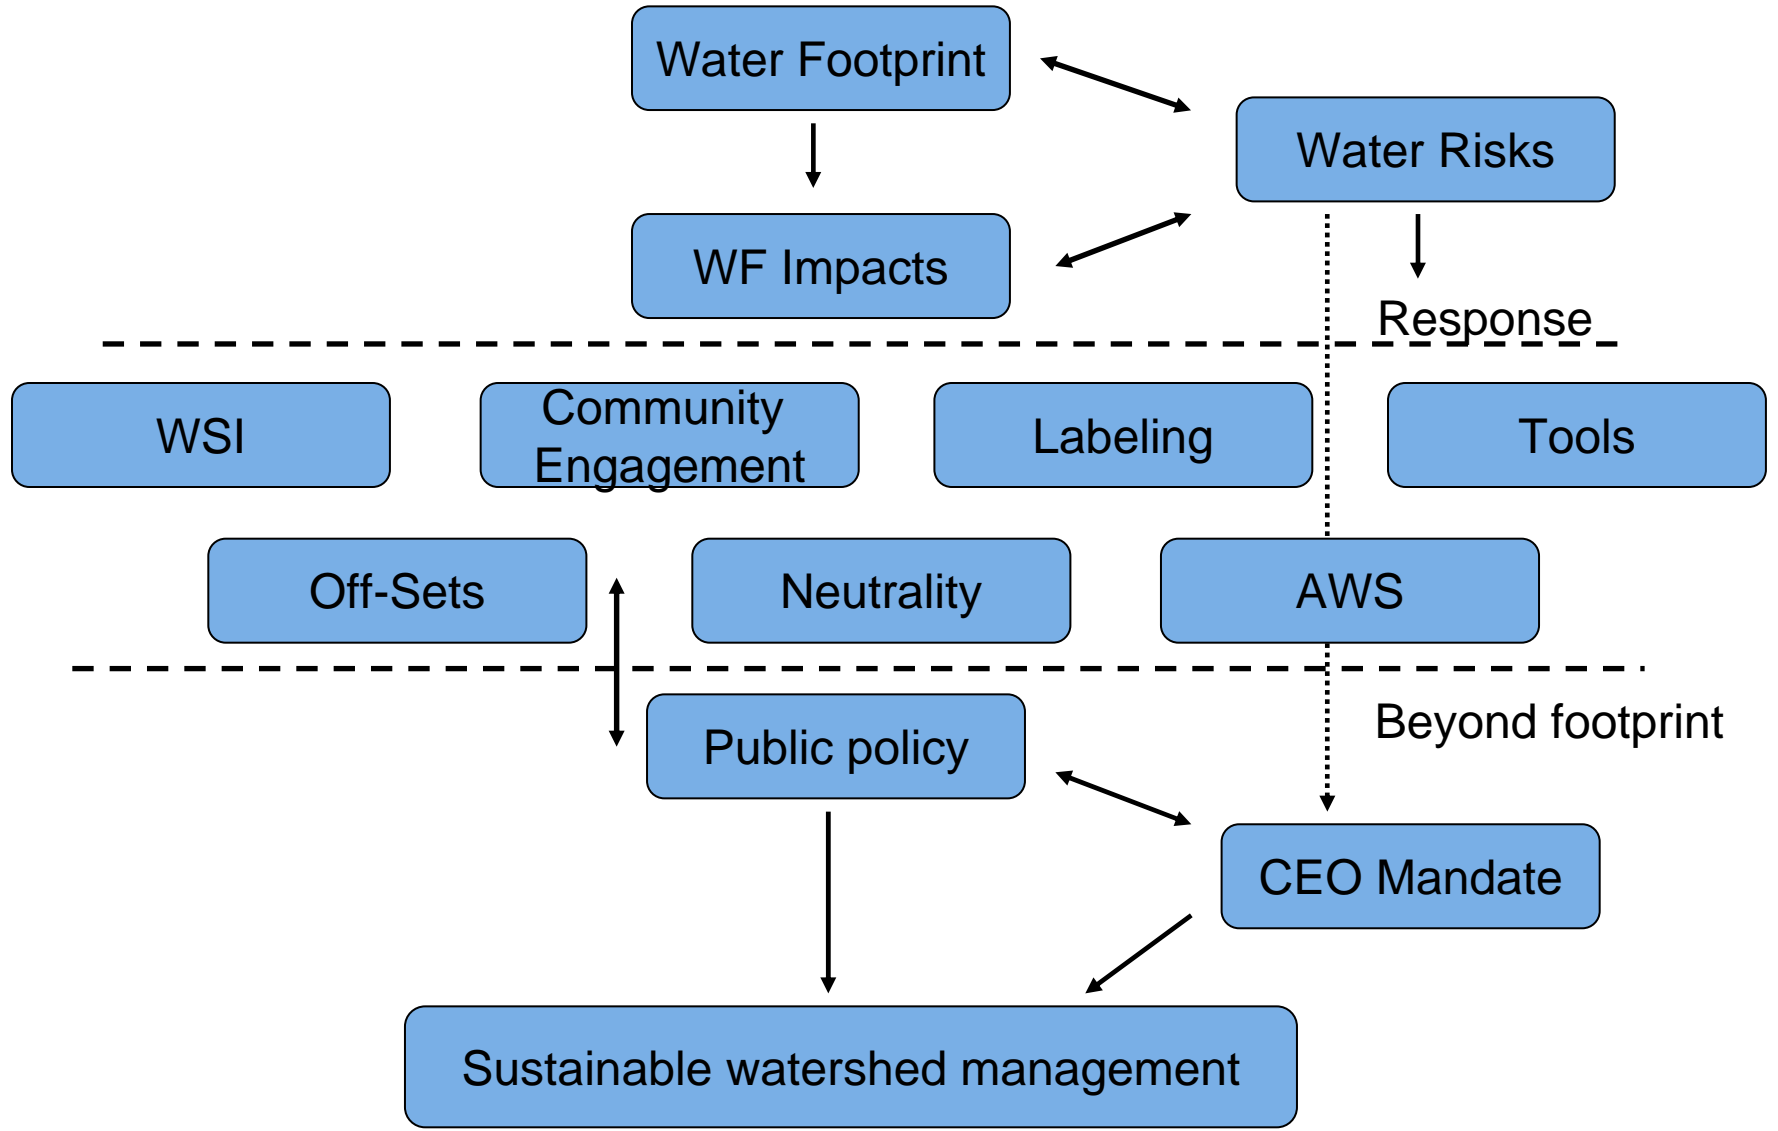 Water Footprint
Water Risks
WF Impacts
Response
WSI
Community
Engagement
Labeling
Tools
Off-Sets
Neutrality
AWS
Public policy
Beyond footprint
CEO Mandate
Sustainable watershed management